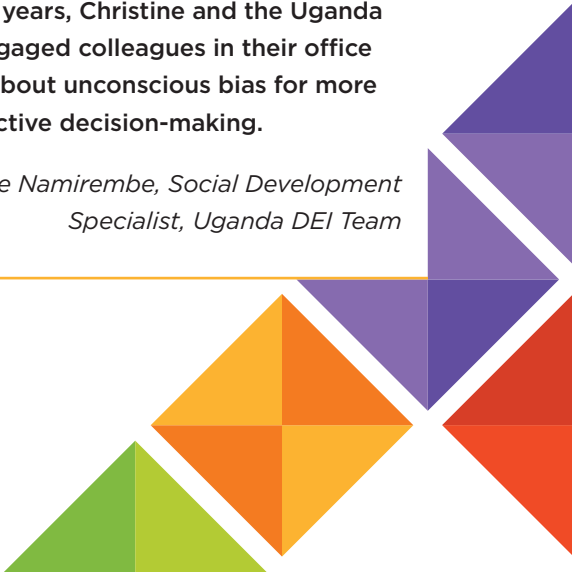 years, Christine and the Uganda
gaged colleagues in their office
bout unconscious bias for more
ctive decision-making.
e Namirembe, Social Development
Specialist, Uganda DEI Team